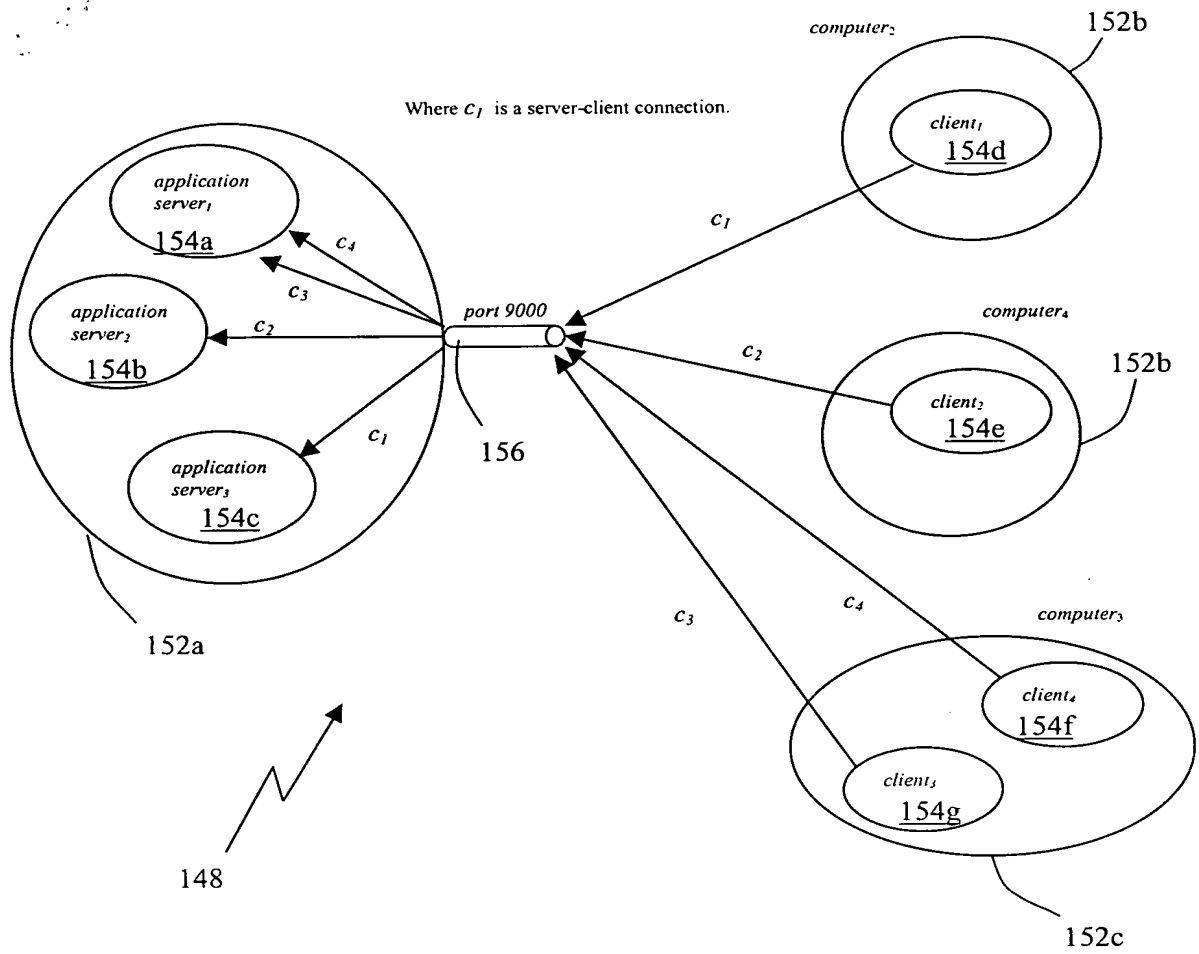 computer₂
152b
Where c₁ is a server-client connection.
client₁
154d
application
server₁
154a
c₁
c₄
c₃
port 9000
computer₄
application
server₂
154b
c₂
c₂
152b
client₂
154e
156
c₁
application
server₃
154c
c₃
c₄
computer₃
152a
client₄
154f
client₃
154g
148
152c